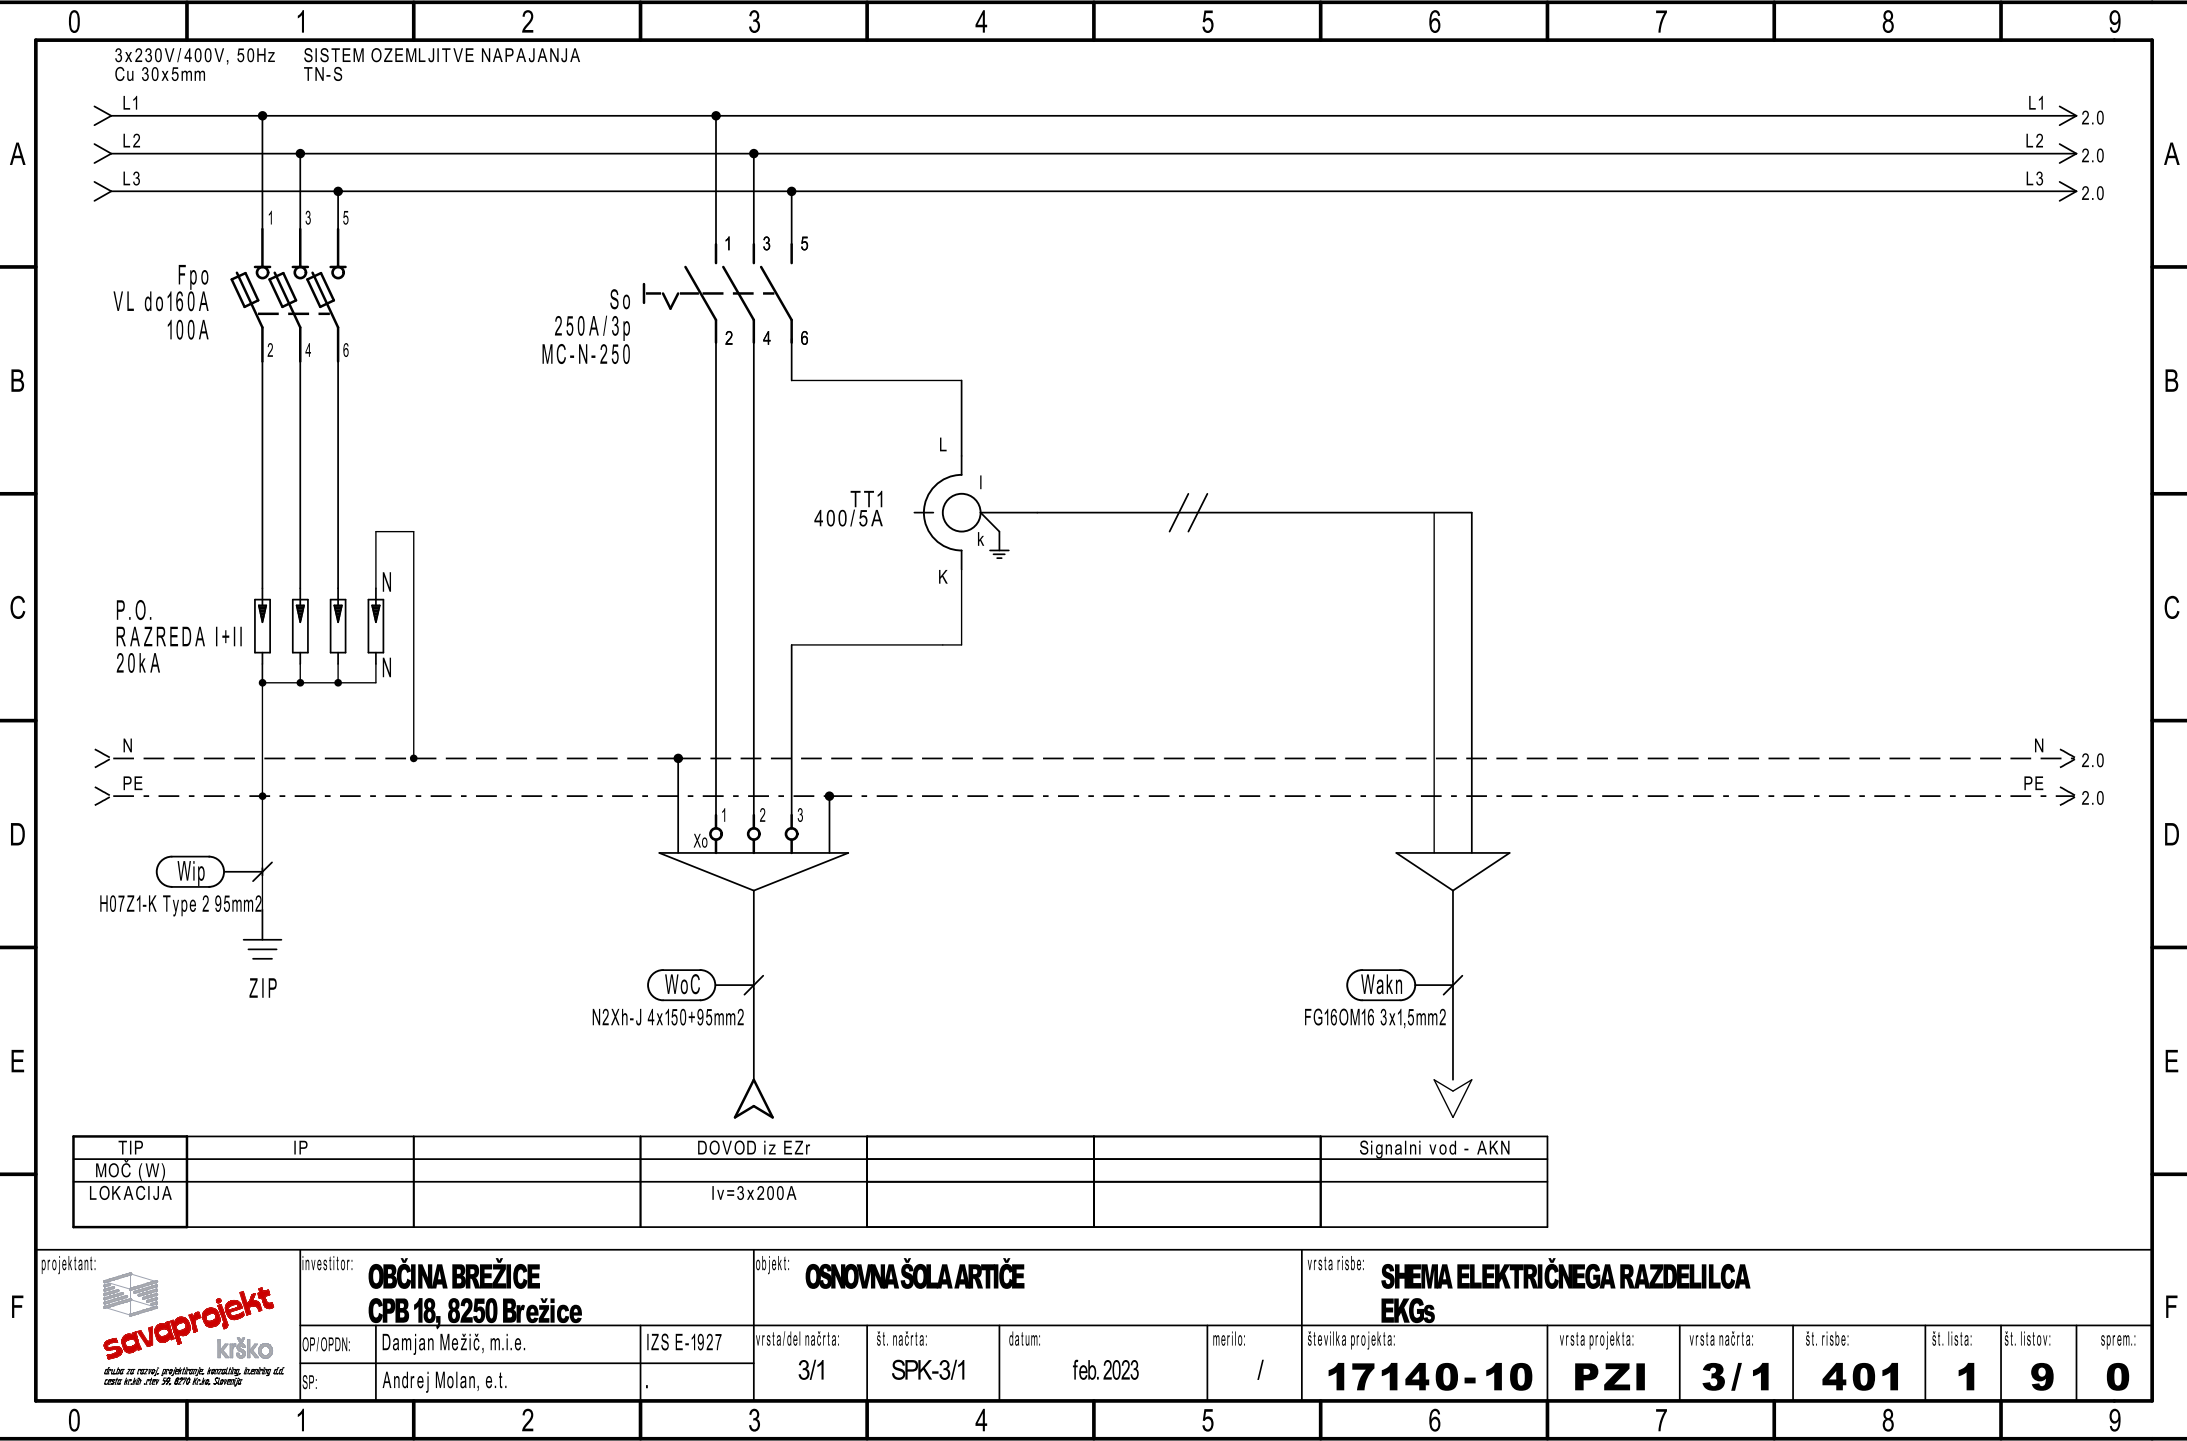 0 1 2 3 4 5 6 7 8 9
3x230V/400V, 50Hz SISTEM OZEMLJITVE NAPAJANJA
Cu 30x5mm TN-S
L1 L1 2.0
L2 L2 2.0
A A
L3 L3 2.0
1 3 5
1 3 5
Fpo
VL do160A
100A
So
250A/3p
MC-N-250
2 4 6
2 4 6
B B
L
l
TT1
400/5A
k
K
N
P.O.
RAZREDA I+II
20kA
N
C C
N N 2.0
PE PE 2.0
Xo 1 2 3
D D
Wip
H07Z1-K Type 2 95mm2
ZIP
WoC
N2Xh-J 4x150+95mm2
Wakn
FG16OM16 3x1,5mm2
E E
TIP IP DOVOD iz EZr Signalni vod - AKN
MOČ (W)
LOKACIJA Iv=3x200A
projektant: investitor: OBČINA BREŽICE
CPB 18, 8250 Brežice
objekt: OSNOVNA ŠOLA ARTIČE
vrsta risbe: SHEMA ELEKTRIČNEGA RAZDELILCA
EKGs
F F
savaprojekt
krško
OP/OPDN: Damjan Mežič, m.i.e. IZS E-1927
SP: Andrej Molan, e.t. .
vrsta/del načrta: št. načrta: datum: merilo: številka projekta: vrsta projekta: vrsta načrta: št. risbe: št. lista: št. listov: sprem.:
3/1 SPK-3/1 feb. 2023 / 17140-10 PZI 3/1 401 1 9 0
0 1 2 3 4 5 6 7 8 9